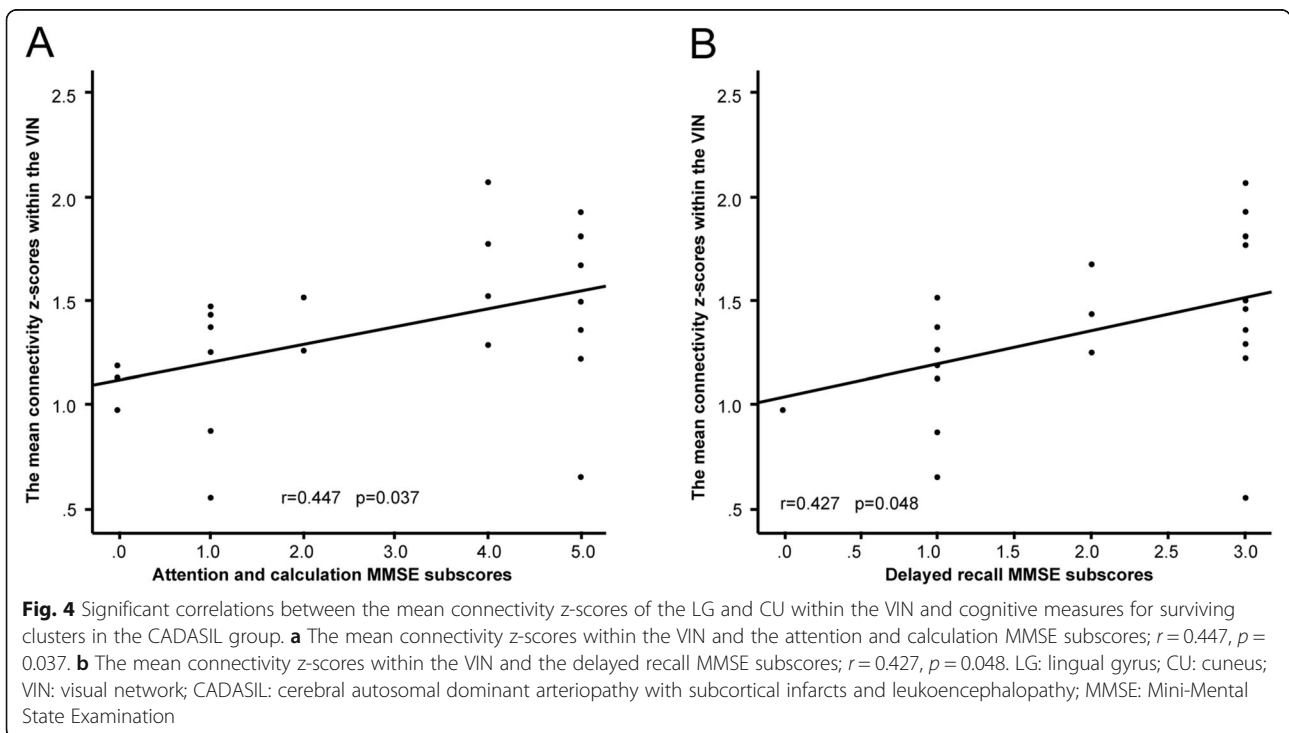 A
The mean connectivity z-scores within the VIN
2.5
2.0
1.5
1.0
.5
r=0.447 p=0.037
.0 1.0 2.0 3.0 4.0 5.0
Attention and calculation MMSE subscores
B
The mean connectivity z-scores within the VIN
2.5
2.0
1.5
1.0
.5
r=0.427 p=0.048
.0 .5 1.0 1.5 2.0 2.5 3.0
Delayed recall MMSE subscores
Fig. 4 Significant correlations between the mean connectivity z-scores of the LG and CU within the VIN and cognitive measures for surviving
clusters in the CADASIL group. a The mean connectivity z-scores within the VIN and the attention and calculation MMSE subscores; r = 0.447, p =
0.037. b The mean connectivity z-scores within the VIN and the delayed recall MMSE subscores; r = 0.427, p = 0.048. LG: lingual gyrus; CU: cuneus;
VIN: visual network; CADASIL: cerebral autosomal dominant arteriopathy with subcortical infarcts and leukoencephalopathy; MMSE: Mini-Mental
State Examination